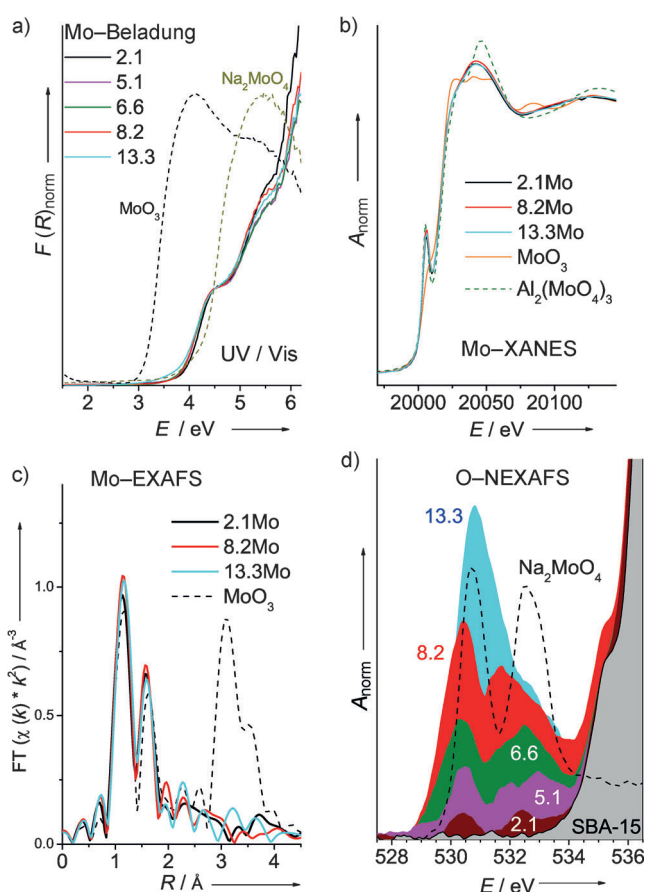 a)
Mo–Beladung
2.1
5.1
6.6
8.2
13.3
Na₂MoO₄
MoO₃
F (R)norm
UV / Vis
2 3 4 5 6
E / eV
b)
2.1Mo
8.2Mo
13.3Mo
MoO₃
Al₂(MoO₄)₃
Anorm
Mo–XANES
20000 20050 20100
E / eV
c)
Mo–EXAFS
2.1Mo
8.2Mo
13.3Mo
MoO₃
FT (χ (k) * k²) / Å⁻³
1.0
0.5
0.0
0 1 2 3 4
R / Å
d)
O–NEXAFS
13.3
Na₂MoO₄
8.2
6.6
5.1
2.1
SBA-15
Anorm
528 530 532 534 536
E / eV